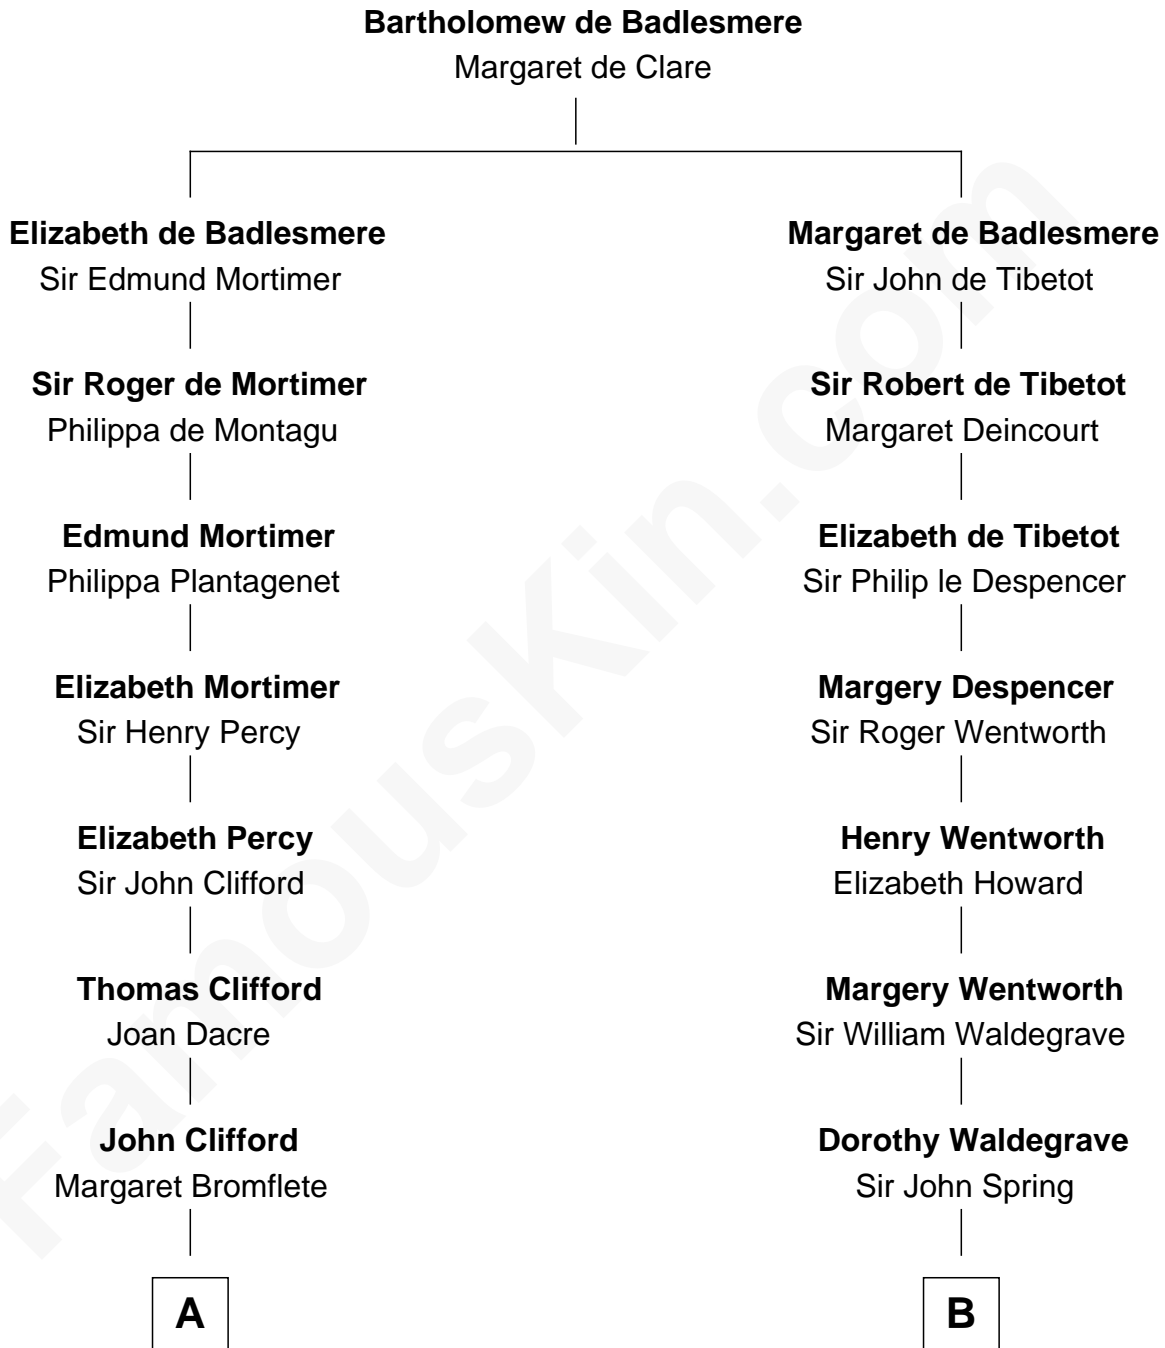 Bartholomew de Badlesmere
Margaret de Clare
Elizabeth de Badlesmere
Sir Edmund Mortimer
Margaret de Badlesmere
Sir John de Tibetot
Sir Roger de Mortimer
Philippa de Montagu
Sir Robert de Tibetot
Margaret Deincourt
Edmund Mortimer
Philippa Plantagenet
Elizabeth de Tibetot
Sir Philip le Despencer
Elizabeth Mortimer
Sir Henry Percy
Margery Despencer
Sir Roger Wentworth
Elizabeth Percy
Sir John Clifford
Henry Wentworth
Elizabeth Howard
Thomas Clifford
Joan Dacre
Margery Wentworth
Sir William Waldegrave
John Clifford
Margaret Bromflete
Dorothy Waldegrave
Sir John Spring
A
B
FamousKin.com